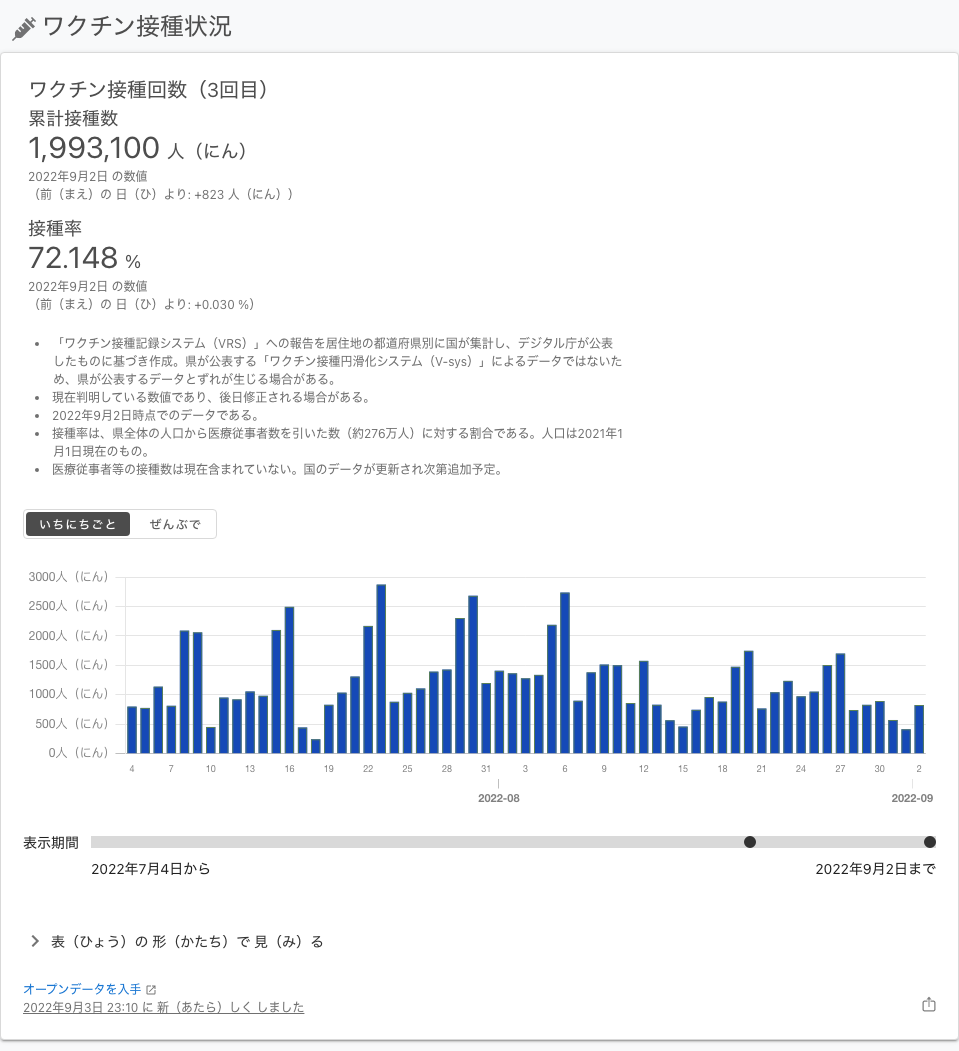 ワクチン接種状況
ワクチン接種回数（3回目）
累計接種数
1,993,100 人（にん）
2022年9月2日 の数値
（前（まえ）の 日（ひ）より: +823 人（にん））
接種率
72.148 %
2022年9月2日 の数値
（前（まえ）の 日（ひ）より: +0.030 %）
• 「ワクチン接種記録システム（VRS）」への報告を居住地の都道府県別に国が集計し、デジタル庁が公表
したものに基づき作成。県が公表する「ワクチン接種円滑化システム（V-sys）」によるデータではないた
め、県が公表するデータとずれが生じる場合がある。
• 現在判明している数値であり、後日修正される場合がある。
• 2022年9月2日時点でのデータである。
• 接種率は、県全体の人口から医療従事者数を引いた数（約276万人）に対する割合である。人口は2021年1
月1日現在のもの。
• 医療従事者等の接種数は現在含まれていない。国のデータが更新され次第追加予定。
いちにちごと ぜんぶで
3000人（にん）
2500人（にん）
2000人（にん）
1500人（にん）
1000人（にん）
500人（にん）
0人（にん）
4 7 10 13 16 19 22 25 28 31 3 6 9 12 15 18 21 24 27 30 2
2022-08 2022-09
表示期間
2022年7月4日から 2022年9月2日まで
表（ひょう）の 形（かたち）で 見（み）る
オープンデータを入手
2022年9月3日 23:10 に 新（あたら）しく しました